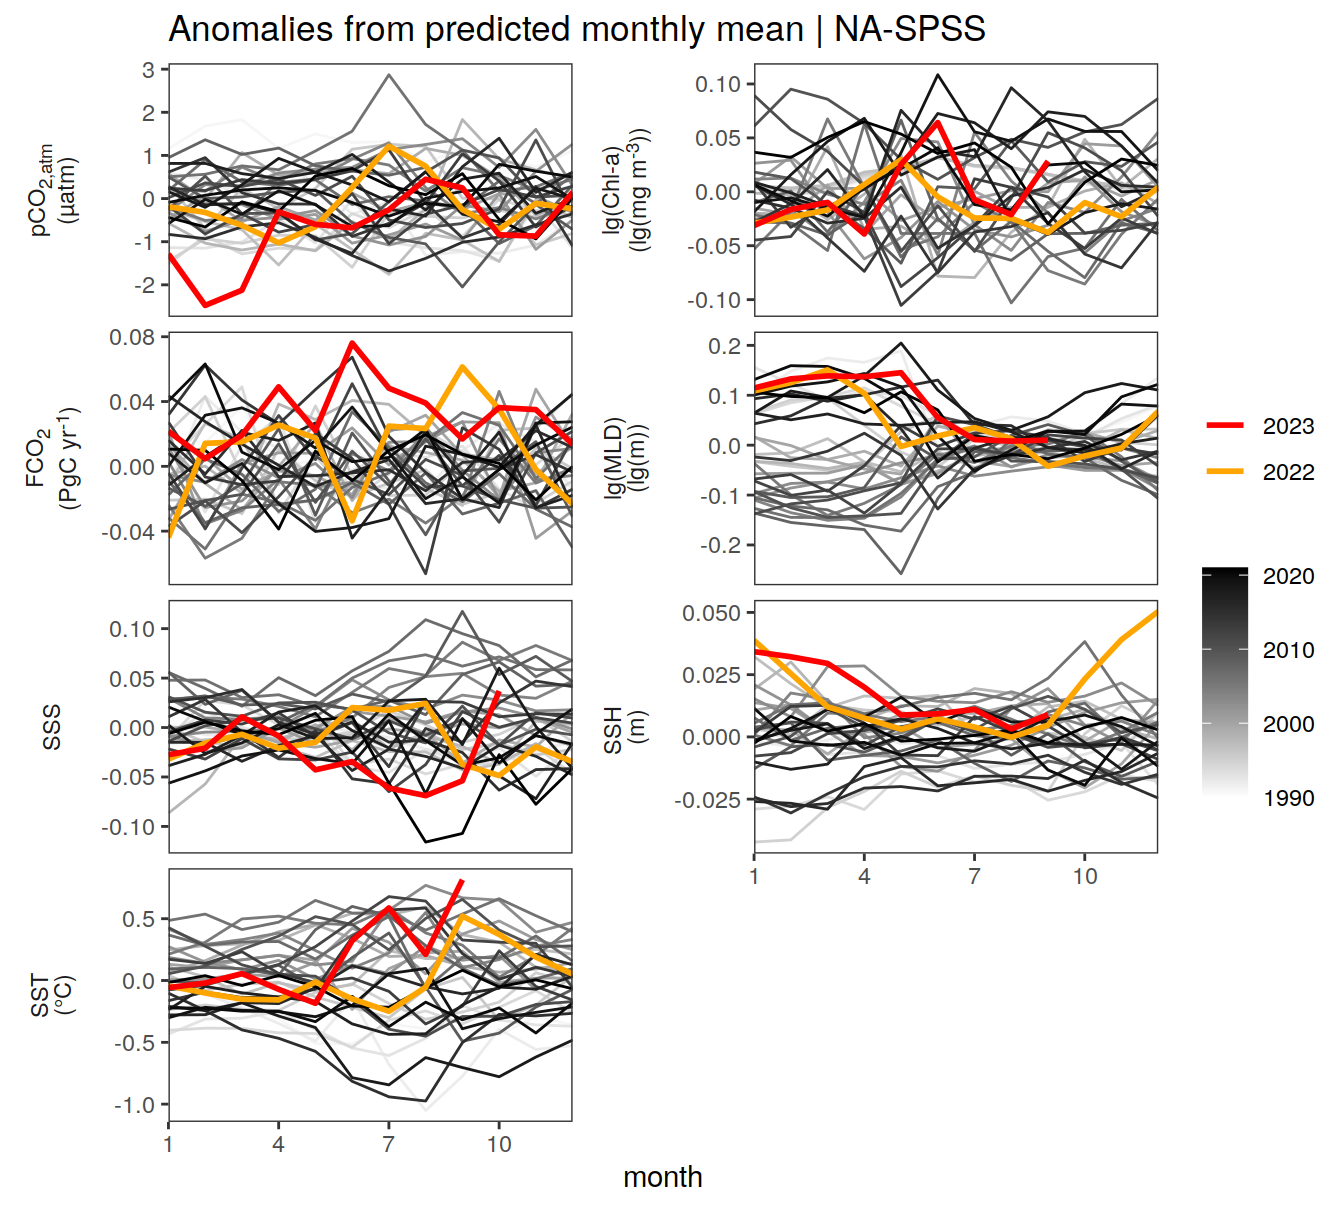 Anomalies from predicted monthly mean | NA-SPSS
pCO2,atm
(µatm)
3
2
1
0
-1
-2
lg(Chl-a)
(lg(mg m-3))
0.10
0.05
0.00
-0.05
-0.10
FCO2
(PgC yr-1)
0.08
0.04
0.00
-0.04
lg(MLD)
(lg(m))
0.2
0.1
0.0
-0.1
-0.2
SSS
0.10
0.05
0.00
-0.05
-0.10
SSH
(m)
0.050
0.025
0.000
-0.025
1 4 7 10
SST
(°C)
0.5
0.0
-0.5
-1.0
1 4 7 10
month
2023
2022
2020
2010
2000
1990